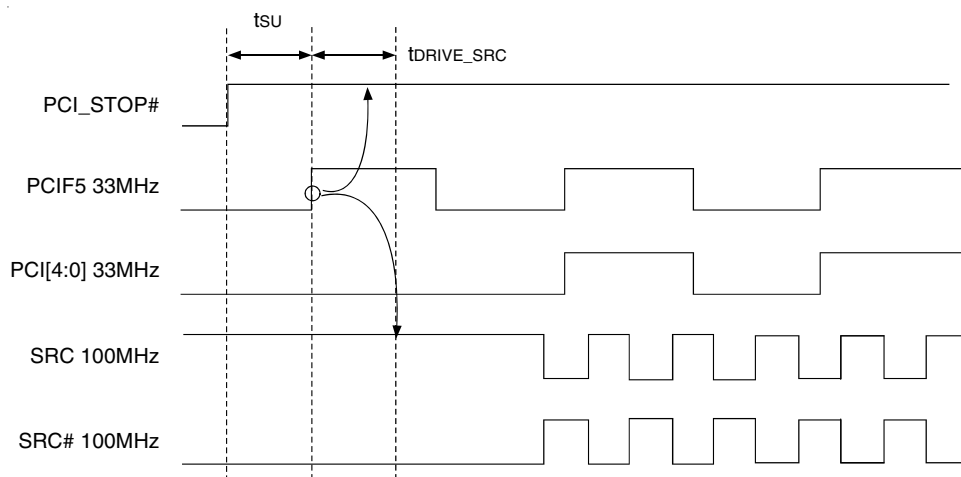 tSU
tDRIVE_SRC
PCI_STOP#
PCIF5 33MHz
PCI[4:0] 33MHz
SRC 100MHz
SRC# 100MHz